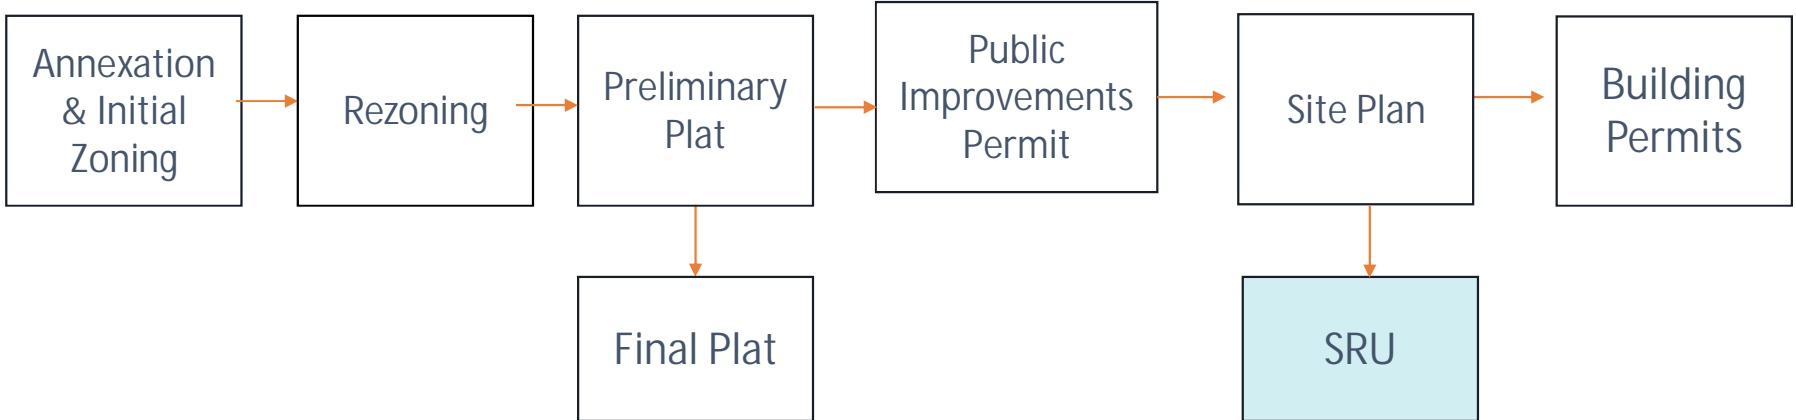 Annexation
& Initial
Zoning
Rezoning
Preliminary
Plat
Public
Improvements
Permit
Site Plan
Building
Permits
Final Plat
SRU